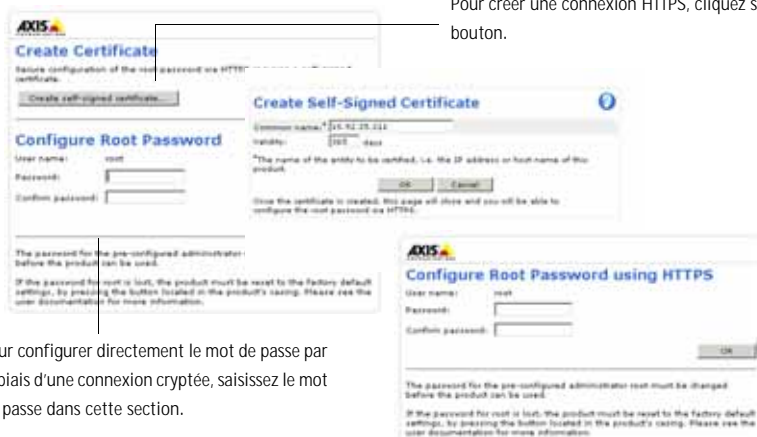 Pour créer une connexion HTTPS, cliquez s
bouton.
AXIS
Create Certificate
Secure configuration of the root password via HTTPS
certificate.
Create self-signed certificate...
Configure Root Password
User name: root
Password:
Confirm password:
The password for the pre-configured administrator
before the product can be used.
If the password for root is lost, the product must be reset to the factory default
settings, by pressing the button located in the product's casing. Please see the
user documentation for more information.
Create Self-Signed Certificate
Common name:*
Validity: 365 days
*The name of the entity to be certified, i.e. the IP address or host name of this
product.
OK Cancel
Once the certificate is created, this page will close and you will be able to
configure the root password via HTTPS.
ur configurer directement le mot de passe par
biais d'une connexion cryptée, saisissez le mot
passe dans cette section.
AXIS
Configure Root Password using HTTPS
User name: root
Password:
Confirm password:
OK
The password for the pre-configured administrator root must be changed
before the product can be used.
If the password for root is lost, the product must be reset to the factory default
settings, by pressing the button located in the product's casing. Please see the
user documentation for more information.